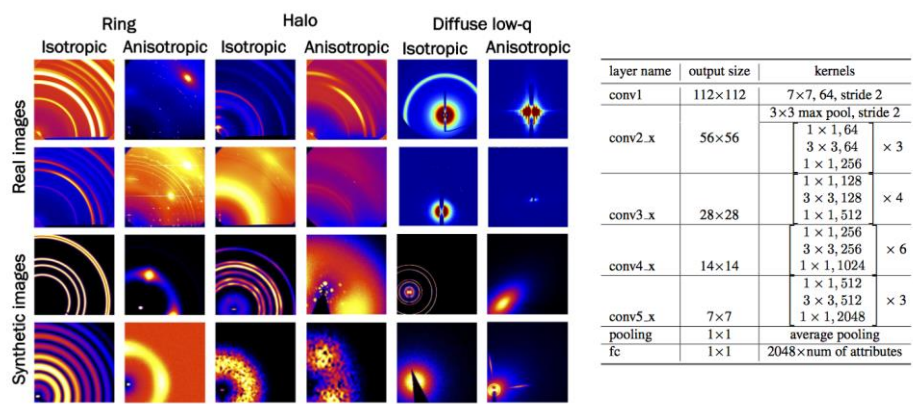 Ring Halo Diffuse low-q
Isotropic Anisotropic Isotropic Anisotropic Isotropic Anisotropic
Real images
Synthetic images
layer name output size kernels
conv1 112×112 7×7, 64, stride 2
3×3 max pool, stride 2
conv2_x 56×56
1 × 1, 64
3 × 3, 64
1 × 1, 256
× 3
conv3_x 28×28
1 × 1, 128
3 × 3, 128
1 × 1, 512
× 4
conv4_x 14×14
1 × 1, 256
3 × 3, 256
1 × 1, 1024
× 6
conv5_x 7×7
1 × 1, 512
3 × 3, 512
1 × 1, 2048
× 3
pooling 1×1 average pooling
fc 1×1 2048×num of attributes